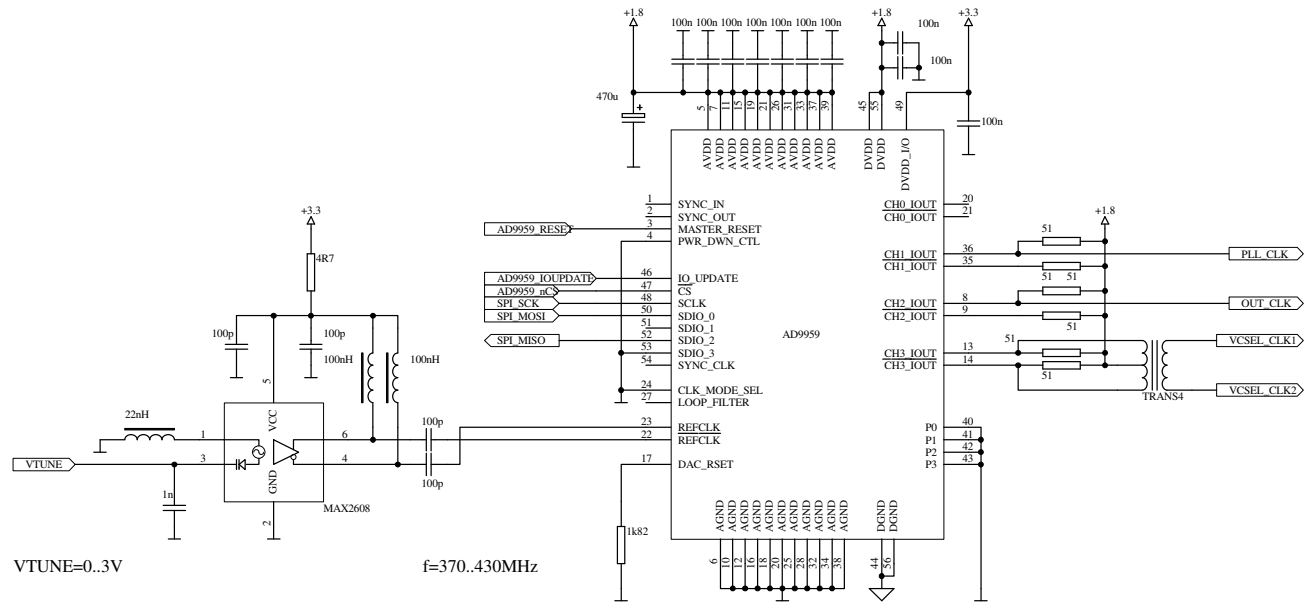 +1.8
100n 100n 100n 100n 100n 100n 100n
+1.8
100n
100n
+3.3
470u
+
5 7 11 15 19 21 26 31 33 37 39
45 55 49
100n
AVDD AVDD AVDD AVDD AVDD AVDD AVDD AVDD AVDD AVDD AVDD
DVDD DVDD DVDD_I/O
1 SYNC_IN
2 SYNC_OUT
AD9959_RESET 3 MASTER_RESET
4 PWR_DWN_CTL
AD9959_IOUPDATE 46 IO_UPDATE
AD9959_nCS 47 CS
SPI_SCK 48 SCLK
SPI_MOSI 50 SDIO_0
51 SDIO_1
SPI_MISO 52 SDIO_2
53 SDIO_3
54 SYNC_CLK
24 CLK_MODE_SEL
27 LOOP_FILTER
23 REFCLK
22 REFCLK
17 DAC_RSET
1k82
AD9959
CH0_IOUT 20
CH0_IOUT 21
+1.8
CH1_IOUT 36 51 PLL_CLK
CH1_IOUT 35
51 51
CH2_IOUT 8 OUT_CLK
CH2_IOUT 9
51
51
CH3_IOUT 13 VCSEL_CLK1
CH3_IOUT 14
51
VCSEL_CLK2
TRANS4
P0 40
P1 41
P2 42
P3 43
AGND AGND AGND AGND AGND AGND AGND AGND AGND AGND AGND
DGND DGND
6 10 12 16 18 20 25 28 32 34 38
44 56
+3.3
4R7
100p
100p
100nH
100nH
5
VCC
22nH
1
6
100p
VTUNE
3
4
100p
GND
1n
2
MAX2608
VTUNE=0..3V
f=370..430MHz